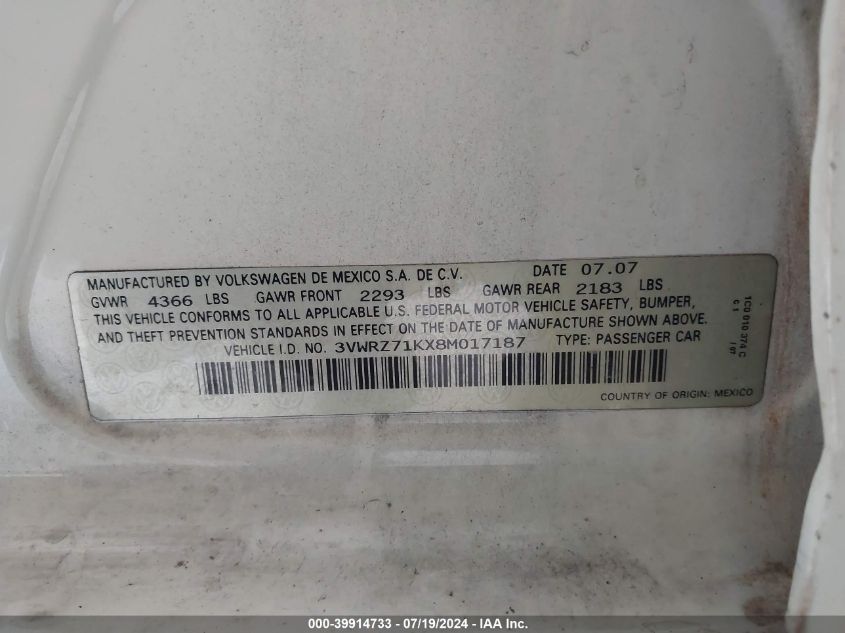 MANUFACTURED BY VOLKSWAGEN DE MEXICO S.A. DE C.V. DATE 07.07
GVWR 4366 LBS GAWR FRONT 2293 LBS GAWR REAR 2183 LBS
THIS VEHICLE CONFORMS TO ALL APPLICABLE U.S. FEDERAL MOTOR VEHICLE SAFETY, BUMPER,
AND THEFT PREVENTION STANDARDS IN EFFECT ON THE DATE OF MANUFACTURE SHOWN ABOVE.
VEHICLE I.D. NO. 3VWRZ71KX8M017187 TYPE: PASSENGER CAR
COUNTRY OF ORIGIN: MEXICO
1C0 010 374 C
000-39914733 - 07/19/2024 - IAA, Inc.